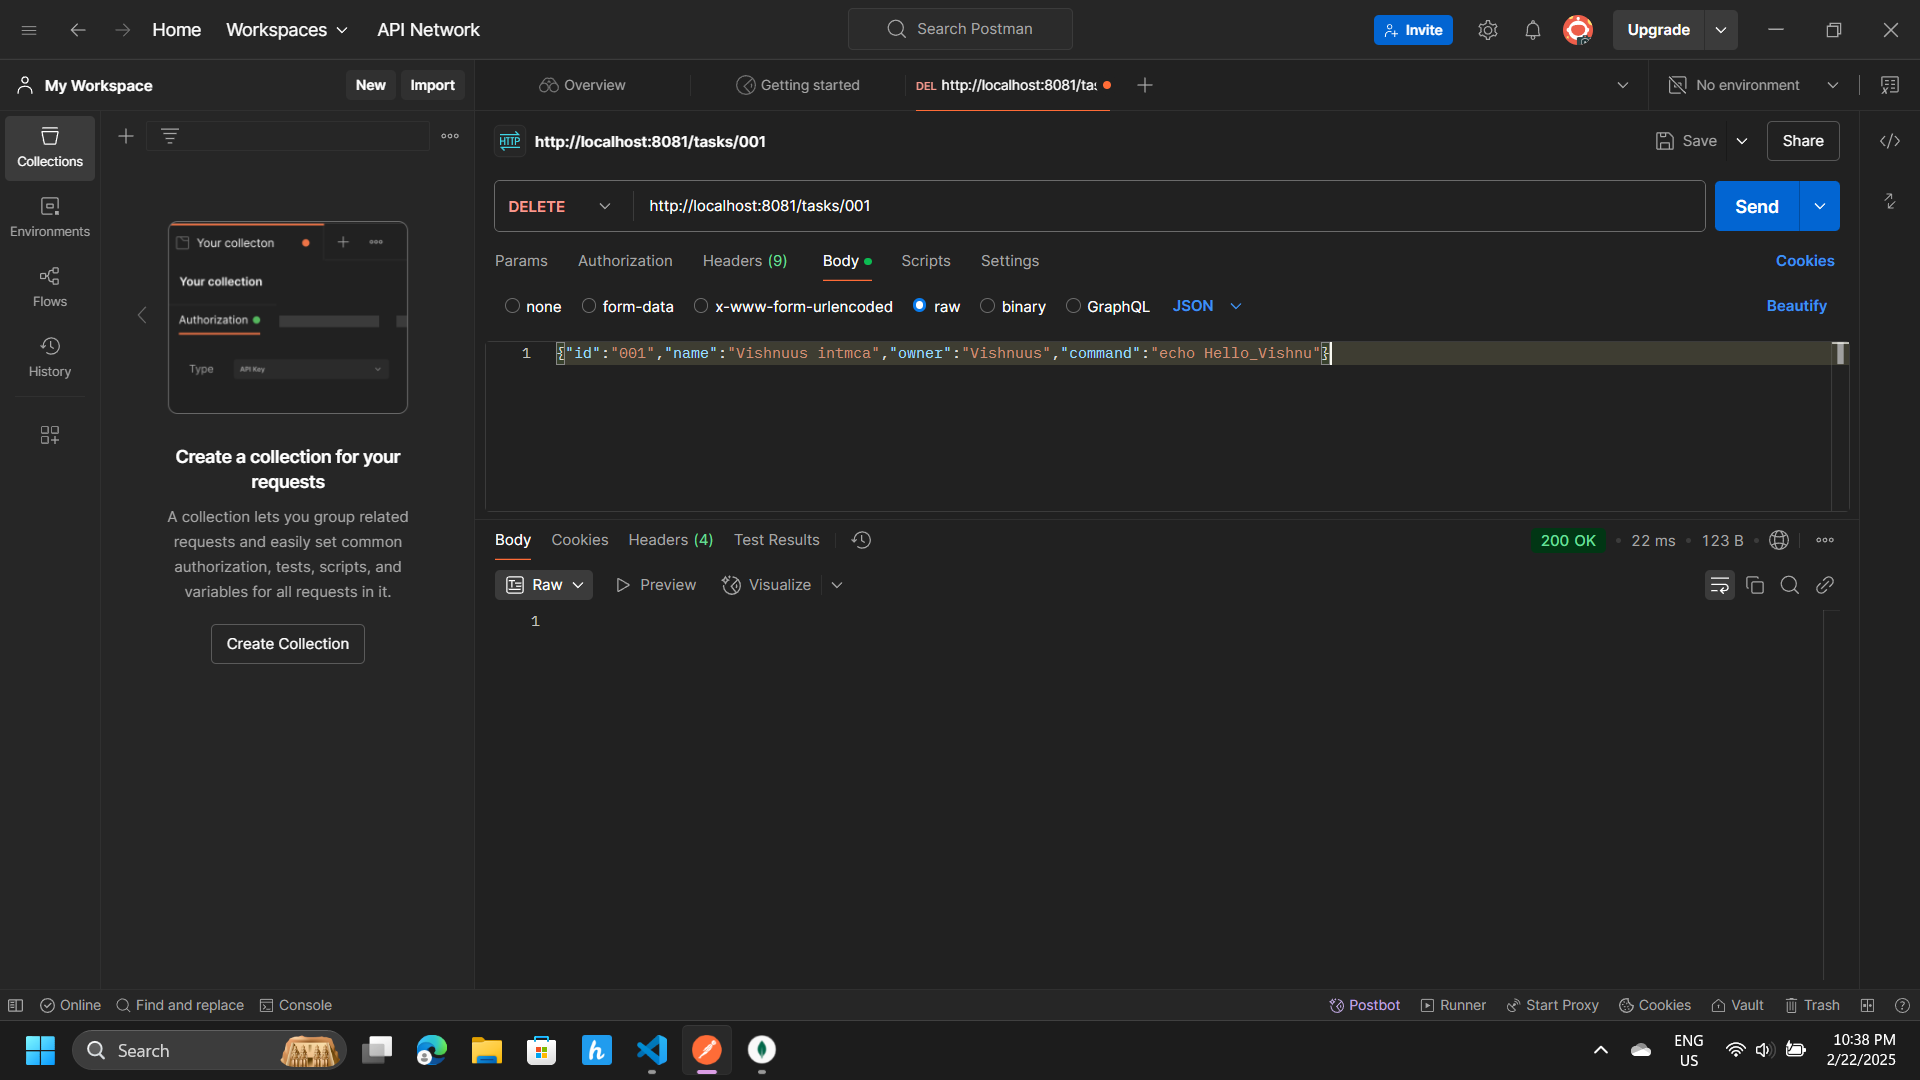 Home Workspaces API Network Search Postman Invite Upgrade
My Workspace New Import Overview Getting started DEL http://localhost:8081/tas No environment
Collections
Environments
Flows
History
Your collecton
Your collection
Authorization
Type API Key
Create a collection for your
requests
A collection lets you group related
requests and easily set common
authorization, tests, scripts, and
variables for all requests in it.
Create Collection
HTTP http://localhost:8081/tasks/001 Save Share
DELETE http://localhost:8081/tasks/001 Send
Params Authorization Headers (9) Body Scripts Settings Cookies
none form-data x-www-form-urlencoded raw binary GraphQL JSON Beautify
1 {"id":"001","name":"Vishnuus intmca","owner":"Vishnuus","command":"echo Hello_Vishnu"}
Body Cookies Headers (4) Test Results 200 OK 22 ms 123 B
Raw Preview Visualize
1
Online Find and replace Console Postbot Runner Start Proxy Cookies Vault Trash
Search h ENG 10:38 PM
US 2/22/2025